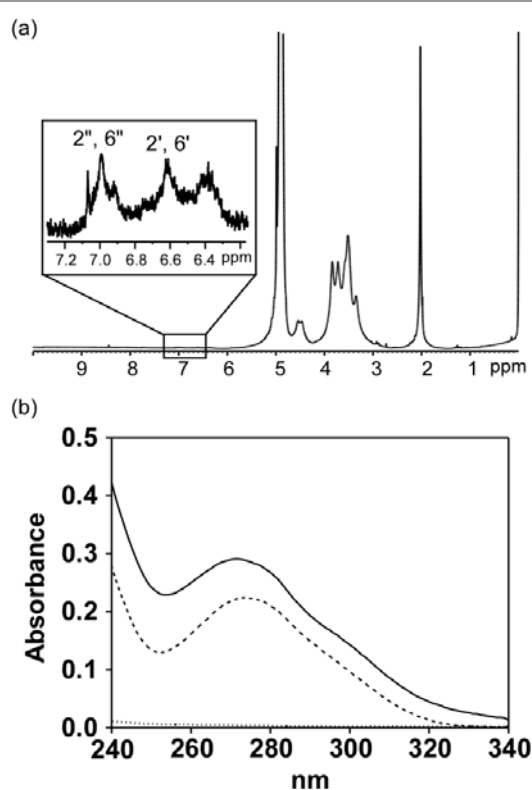 (a)
2", 6" 2', 6'
7.2 7.0 6.8 6.6 6.4 ppm
9 8 7 6 5 4 3 2 1 ppm
(b)
0.5
0.4
0.3
0.2
0.1
0.0
Absorbance
240 260 280 300 320 340
nm